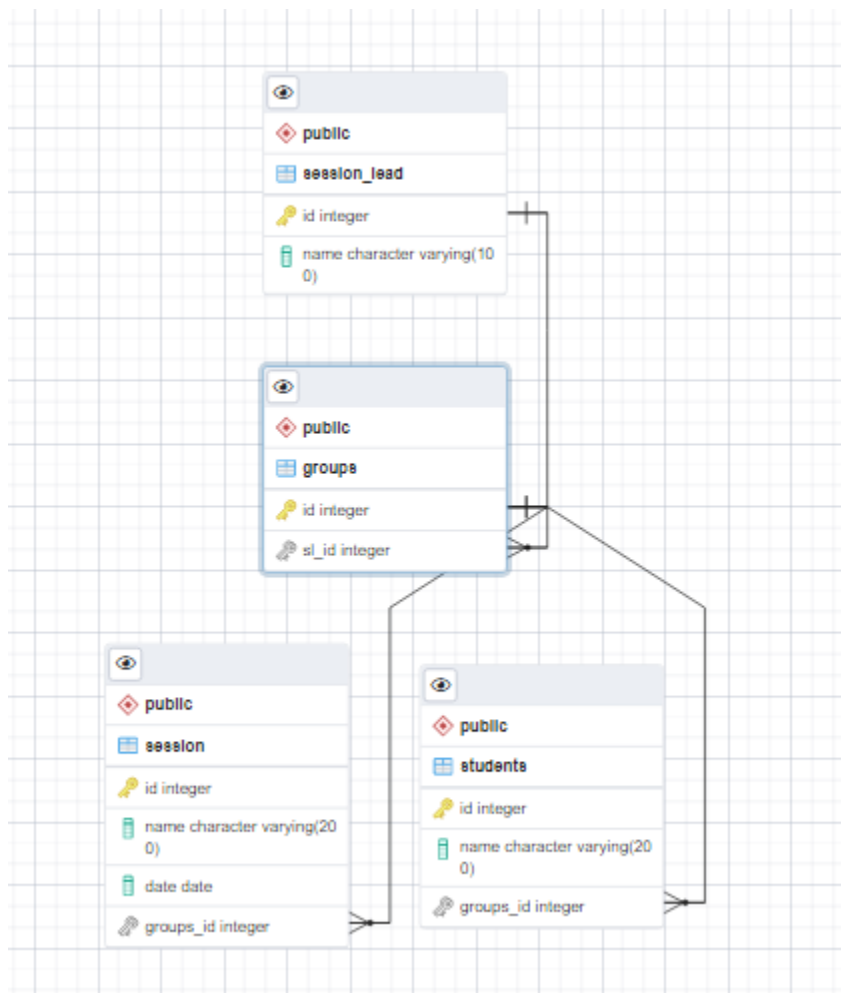 public
session_lead
id integer
name character varying(10
0)
public
groups
id integer
sl_id integer
public
session
id integer
name character varying(20
0)
date date
groups_id integer
public
students
id integer
name character varying(20
0)
groups_id integer